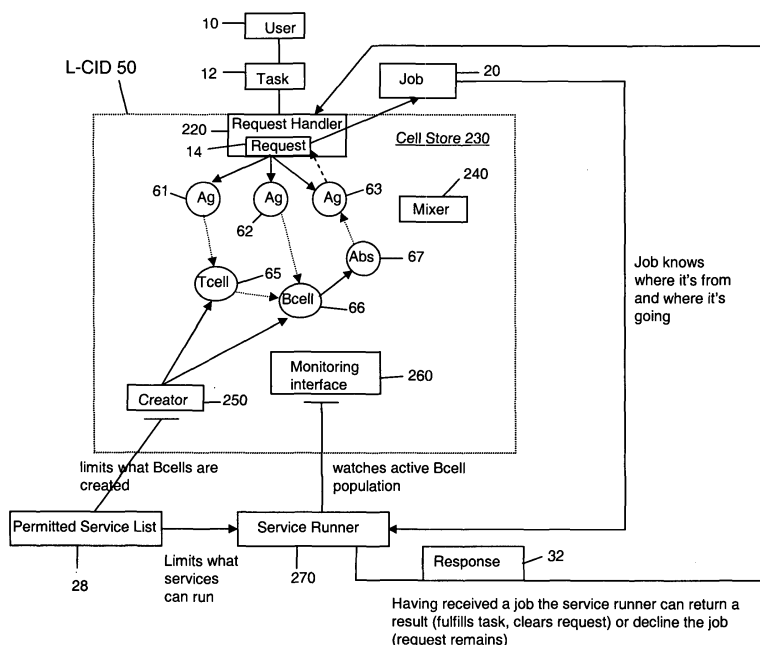 10
User
L-CID 50
12
Task
Job
20
220
Request Handler
14
Request
Cell Store 230
61
Ag
Ag
62
Ag
63
240
Mixer
Abs
67
Tcell
65
Bcell
66
Job knows
where it's from
and where it's
going
Monitoring
interface
260
Creator
250
limits what Bcells are
created
watches active Bcell
population
Permitted Service List
28
Limits what
services
can run
Service Runner
270
Response
32
Having received a job the service runner can return a
result (fulfills task, clears request) or decline the job
(request remains)